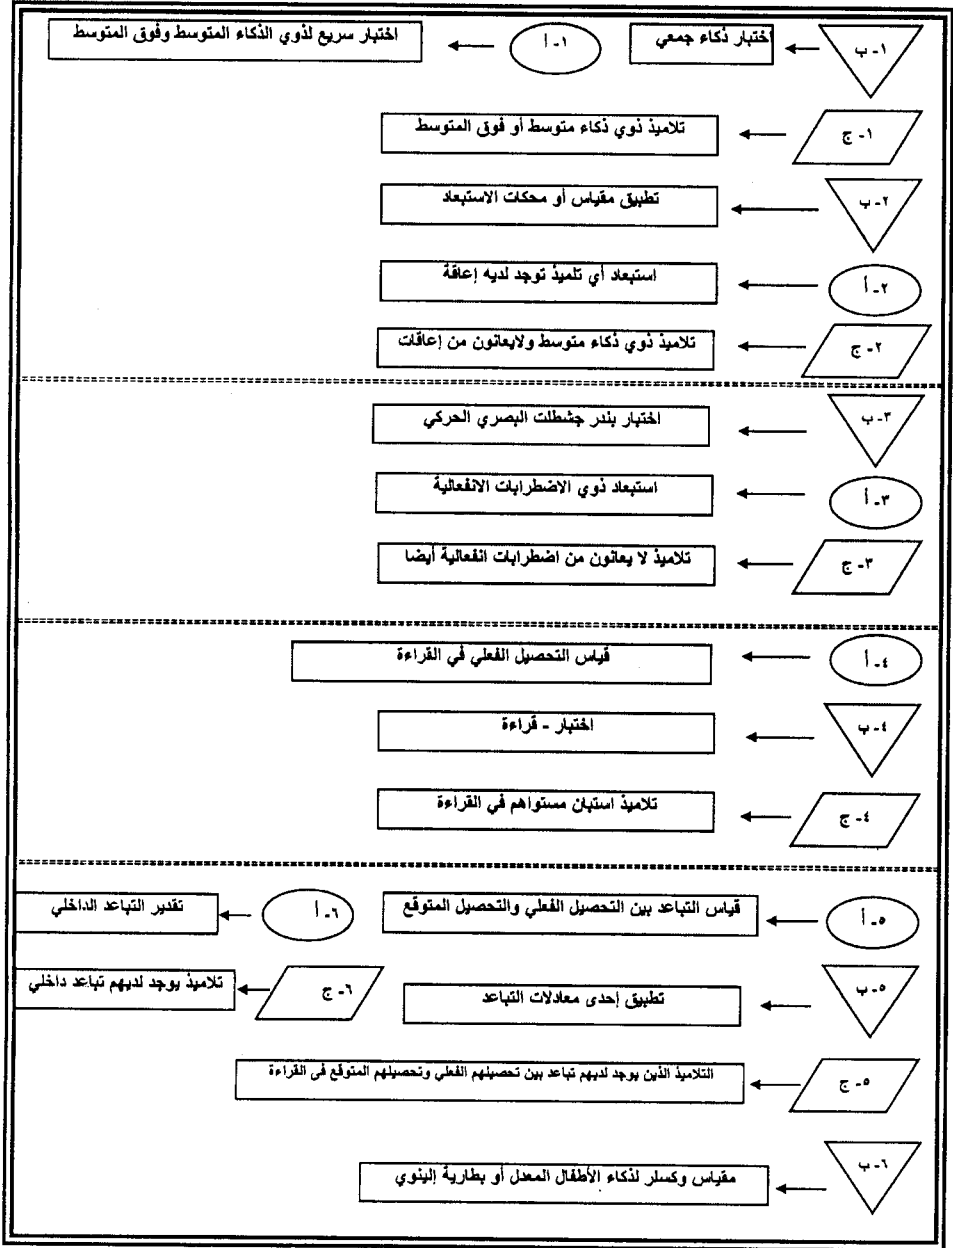 ١- ب
اختبار ذكاء جمعي
١- أ
اختبار سريع لذوي الذكاء المتوسط وفوق المتوسط
١- ج
تلاميذ ذوي ذكاء متوسط أو فوق المتوسط
٢- ب
تطبيق مقياس أو محكات الاستبعاد
٢- أ
استبعاد أي تلميذ توجد لديه إعاقة
٢- ج
تلاميذ ذوي ذكاء متوسط ولايعانون من إعاقات
٣- ب
اختبار بندر جشطلت البصري الحركي
٣- أ
استبعاد ذوي الاضطرابات الانفعالية
٣- ج
تلاميذ لا يعانون من اضطرابات انفعالية أيضا
٤- أ
قياس التحصيل الفعلي في القراءة
٤- ب
اختبار - قراءة
٤- ج
تلاميذ استبان مستواهم في القراءة
٥- أ
قياس التباعد بين التحصيل الفعلي والتحصيل المتوقع
٦- أ
تقدير التباعد الداخلي
٥- ب
تطبيق إحدى معادلات التباعد
٦- ج
تلاميذ يوجد لديهم تباعد داخلي
٥- ج
التلاميذ الذين يوجد لديهم تباعد بين تحصيلهم الفعلي وتحصيلهم المتوقع فى القراءة
٦- ب
مقياس وكسلر لذكاء الأطفال المعدل أو بطارية إلينوي